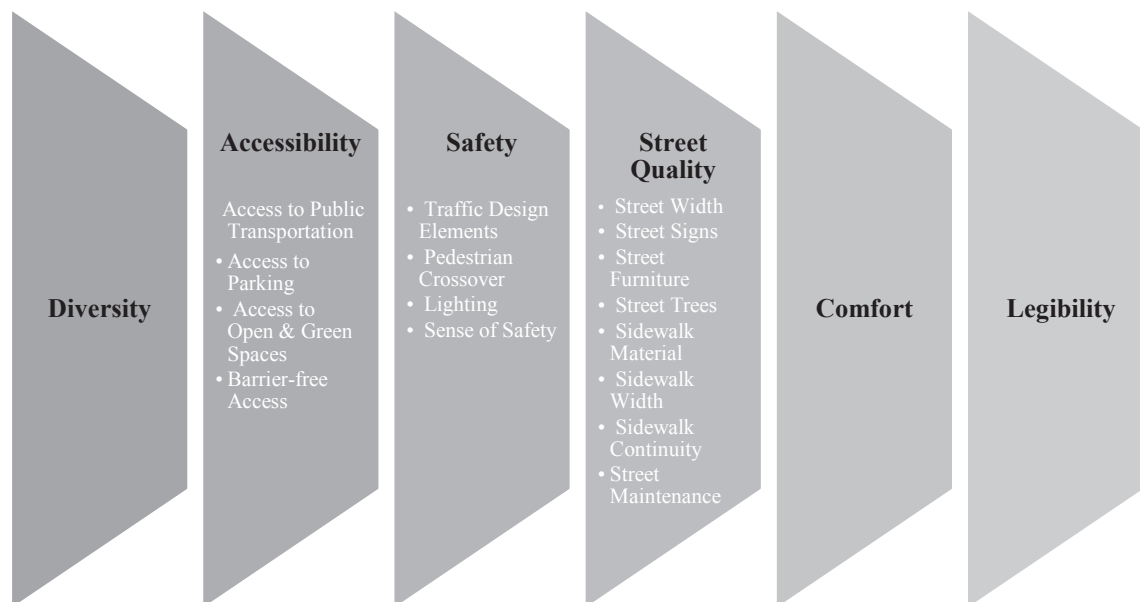 Diversity
Accessibility
Access to Public
Transportation
• Access to
Parking
• Access to
Open & Green
Spaces
• Barrier-free
Access
Safety
• Traffic Design
Elements
• Pedestrian
Crossover
• Lighting
• Sense of Safety
Street
Quality
• Street Width
• Street Signs
• Street
Furniture
• Street Trees
• Sidewalk
Material
• Sidewalk
Width
• Sidewalk
Continuity
• Street
Maintenance
Comfort
Legibility